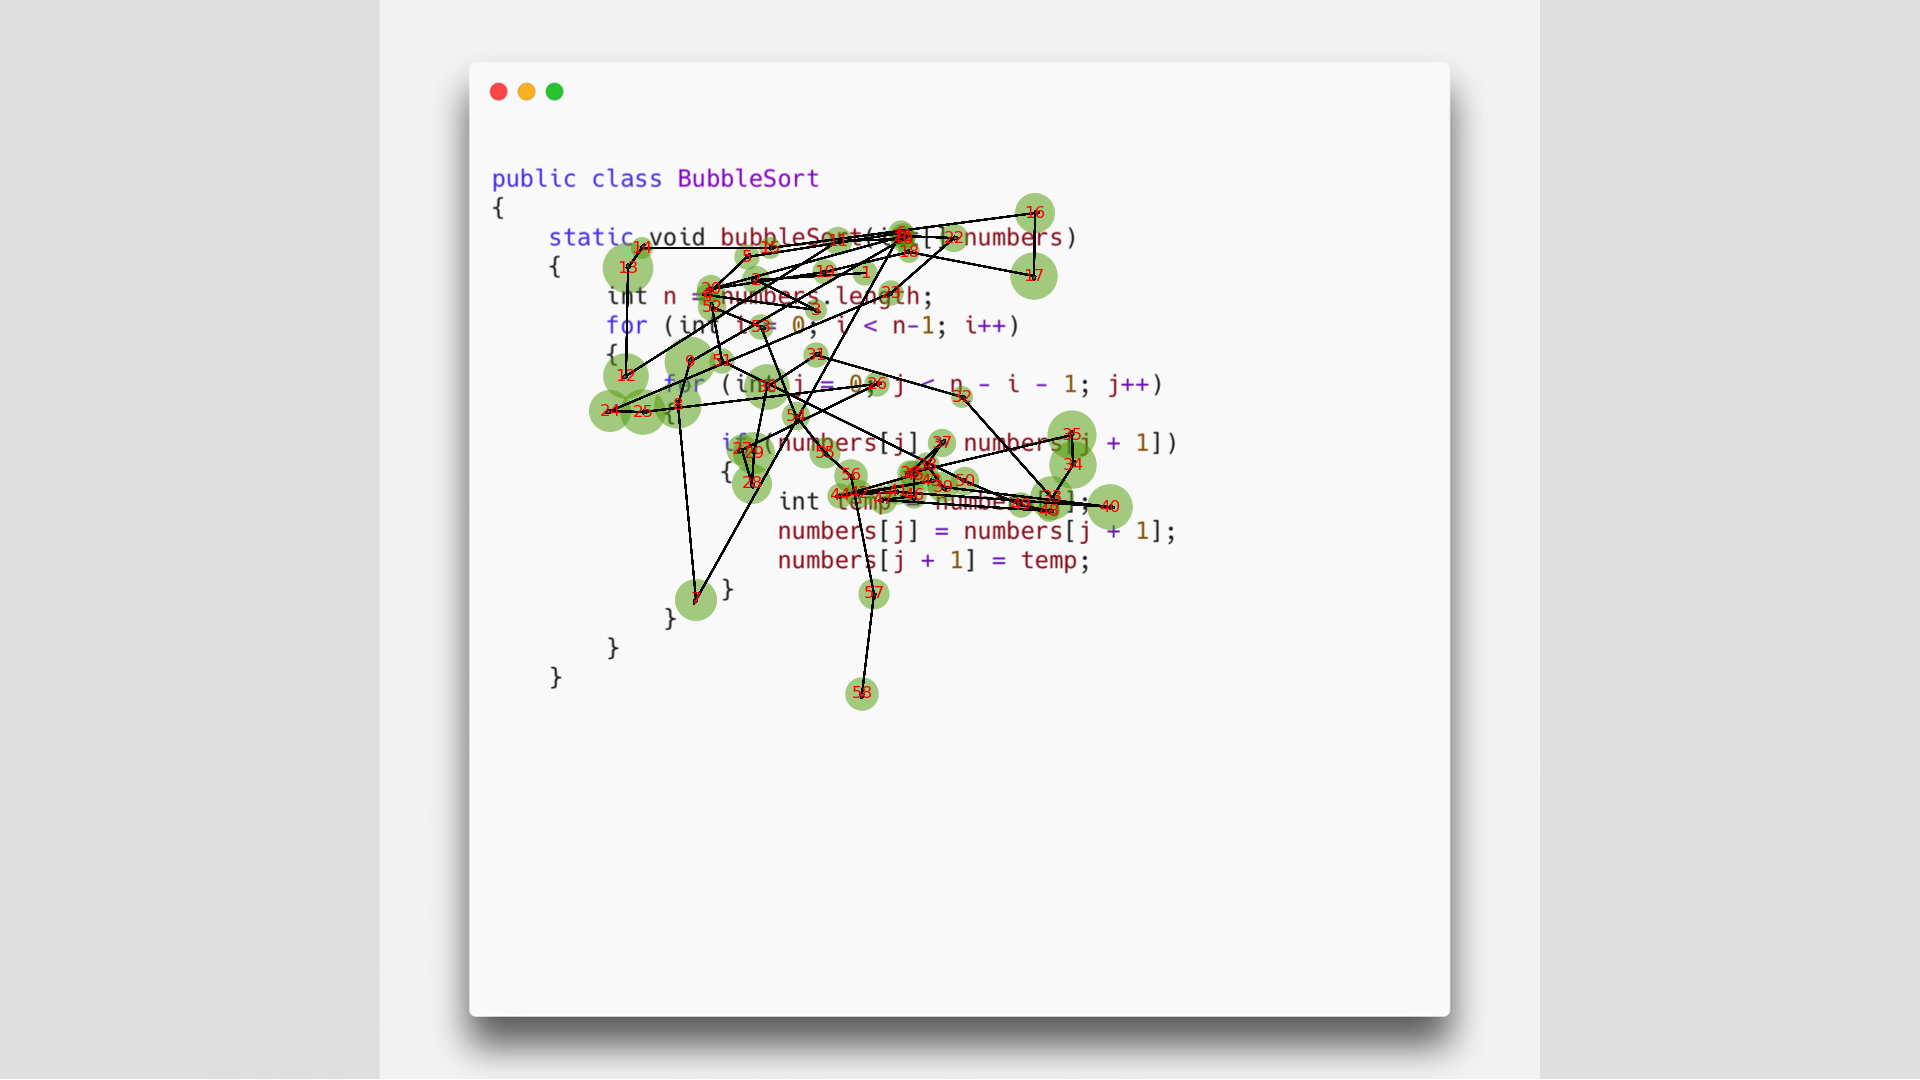 public class BubbleSort
{
static void bubbleSort(int[] numbers)
{
int n = numbers.length;
for (int i = 0; i < n-1; i++)
{
for (int j = 0; j < n - i - 1; j++)
{
if (numbers[j] numbers[j + 1])
{
int temp = numbers[j];
numbers[j] = numbers[j + 1];
numbers[j + 1] = temp;
}
}
}
}